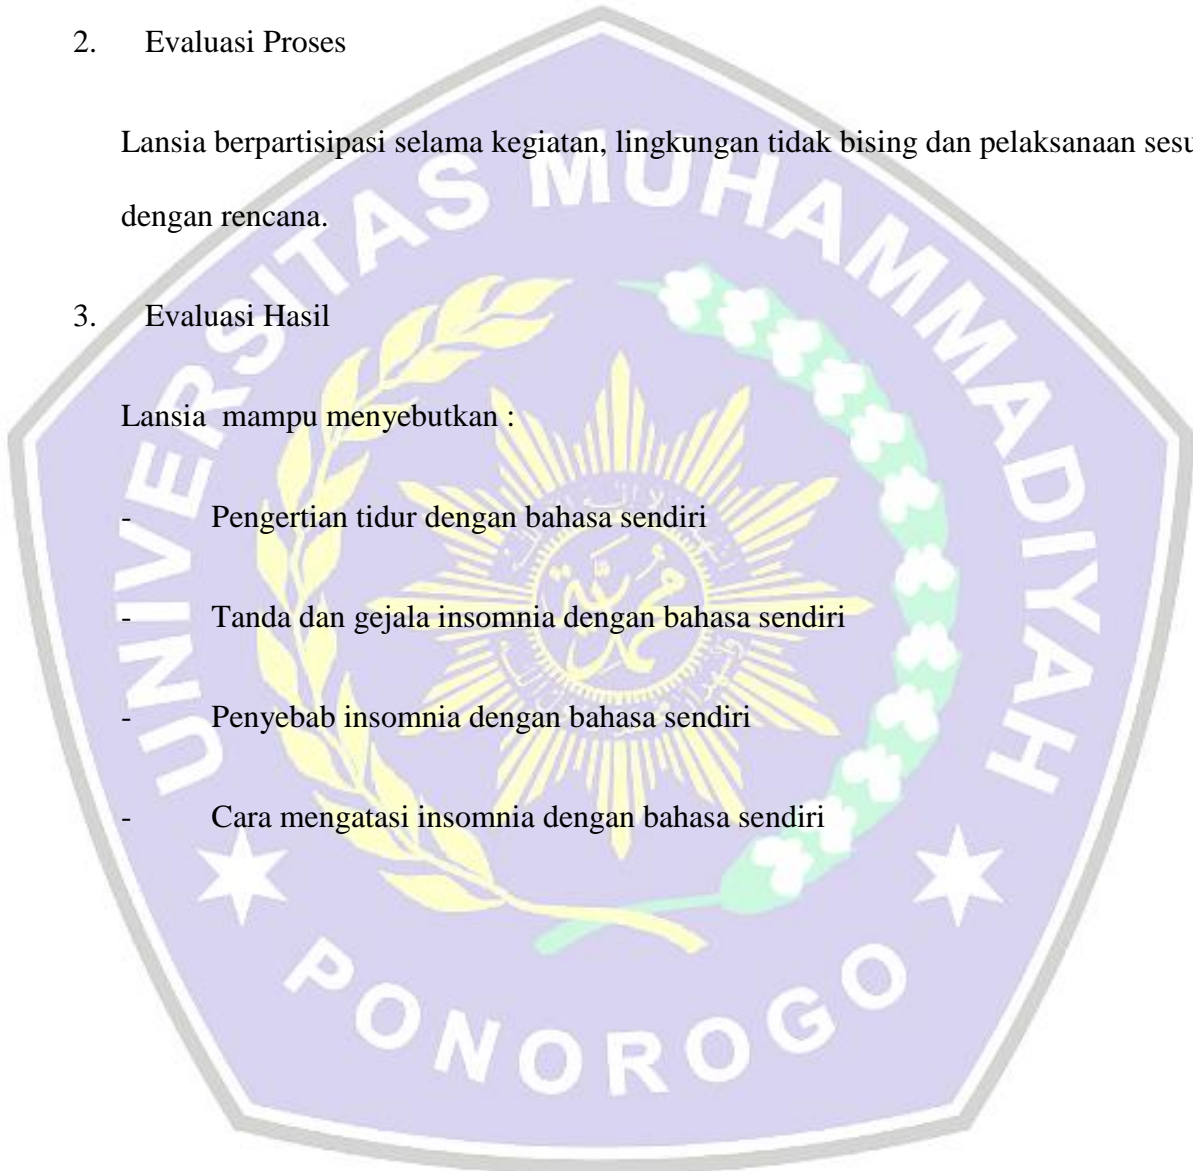 2. Evaluasi Proses
Lansia berpartisipasi selama kegiatan, lingkungan tidak bising dan pelaksanaan sesu
dengan rencana.
3. Evaluasi Hasil
Lansia mampu menyebutkan :
- Pengertian tidur dengan bahasa sendiri
- Tanda dan gejala insomnia dengan bahasa sendiri
- Penyebab insomnia dengan bahasa sendiri
- Cara mengatasi insomnia dengan bahasa sendiri
UNIVERSITAS MUHAMMADIYAH
PONOROGO